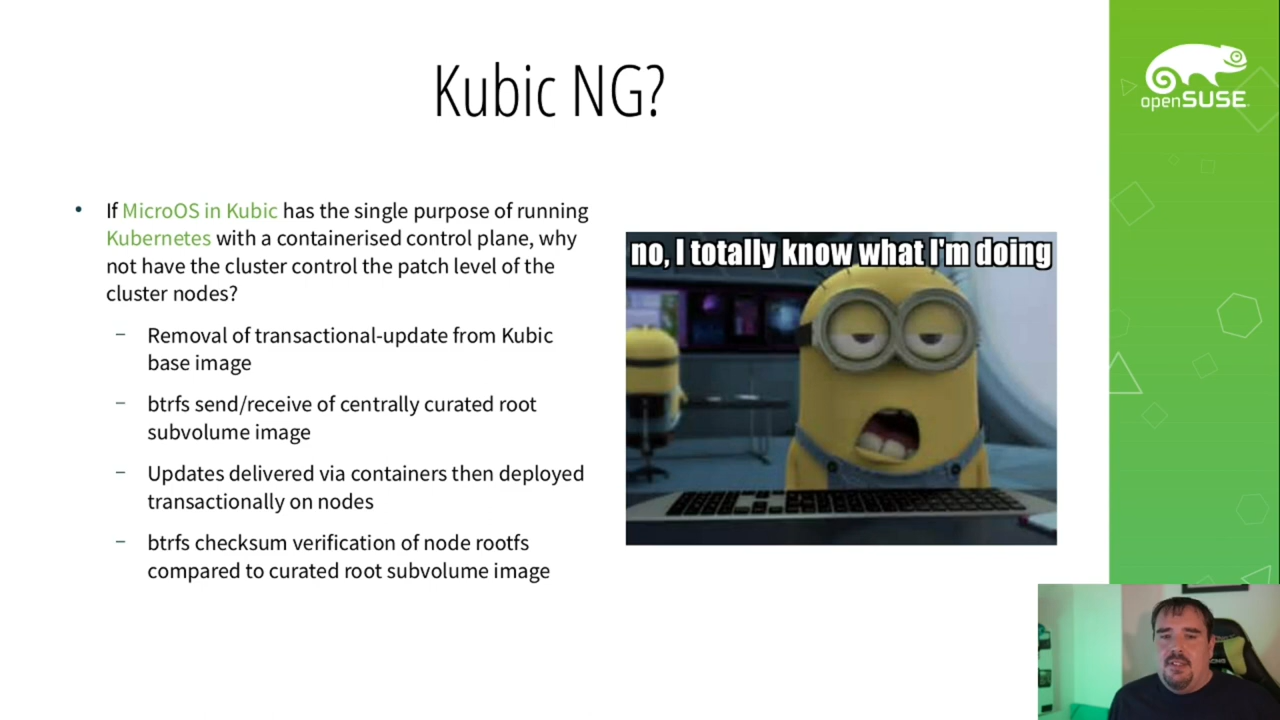 Kubic NG?
openSUSE
• If MicroOS in Kubic has the single purpose of running
Kubernetes with a containerised control plane, why
not have the cluster control the patch level of the
cluster nodes?
– Removal of transactional-update from Kubic
base image
– btrfs send/receive of centrally curated root
subvolume image
– Updates delivered via containers then deployed
transactionally on nodes
– btrfs checksum verification of node rootfs
compared to curated root subvolume image
no, I totally know what I'm doing